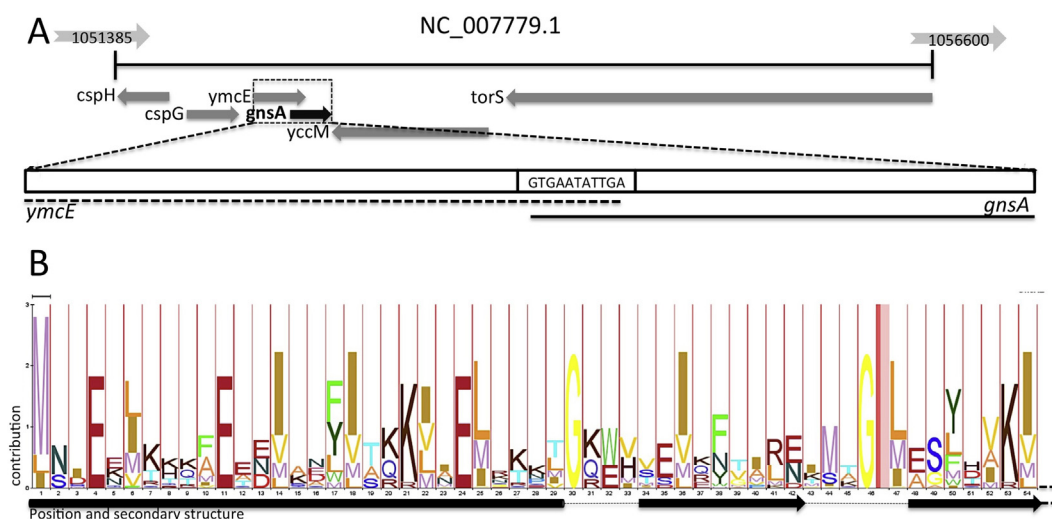 A
NC_007779.1
1051385
1056600
cspH
ymcE
torS
cspG
gnsA
yccM
GTGAATATTGA
ymcE
gnsA
B
contribution
3
2
1
0
1 2 3 4 5 6 7 8 9 10 11 12 13 14 15 16 17 18 19 20 21 22 23 24 25 26 27 28 29 30 31 32 33 34 35 36 37 38 39 40 41 42 43 44 45 46 47 48 49 50 51 52 53 54
Position and secondary structure